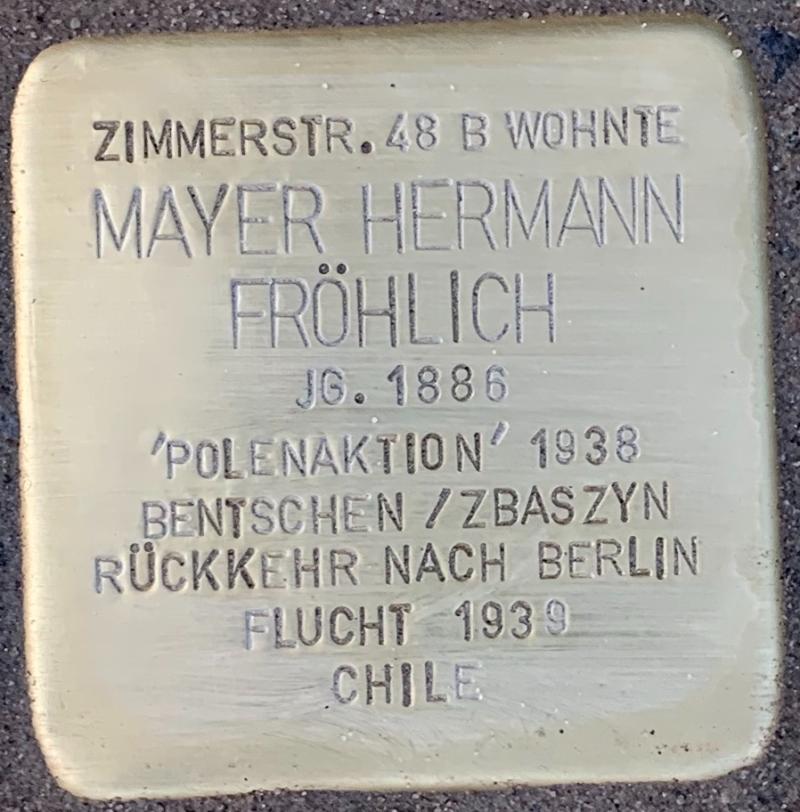 ZIMMERSTR. 48 B WOHNTE
MAYER HERMANN
FRÖHLICH
JG. 1886
'POLENAKTION' 1938
BENTSCHEN / ZBASZYN
RÜCKKEHR NACH BERLIN
FLUCHT 1939
CHILE